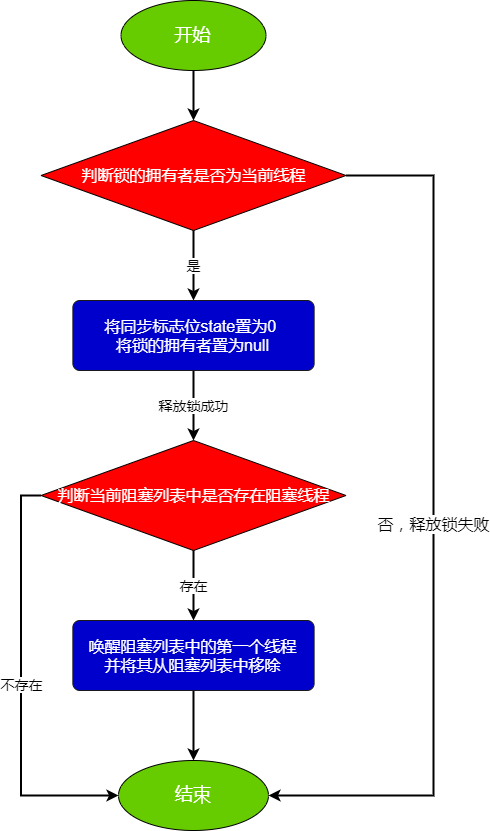 开始
判断锁的拥有者是否为当前线程
是
将同步标志位state置为0
将锁的拥有者置为null
释放锁成功
判断当前阻塞列表中是否存在阻塞线程
否，释放锁失败
存在
唤醒阻塞列表中的第一个线程
并将其从阻塞列表中移除
不存在
结束